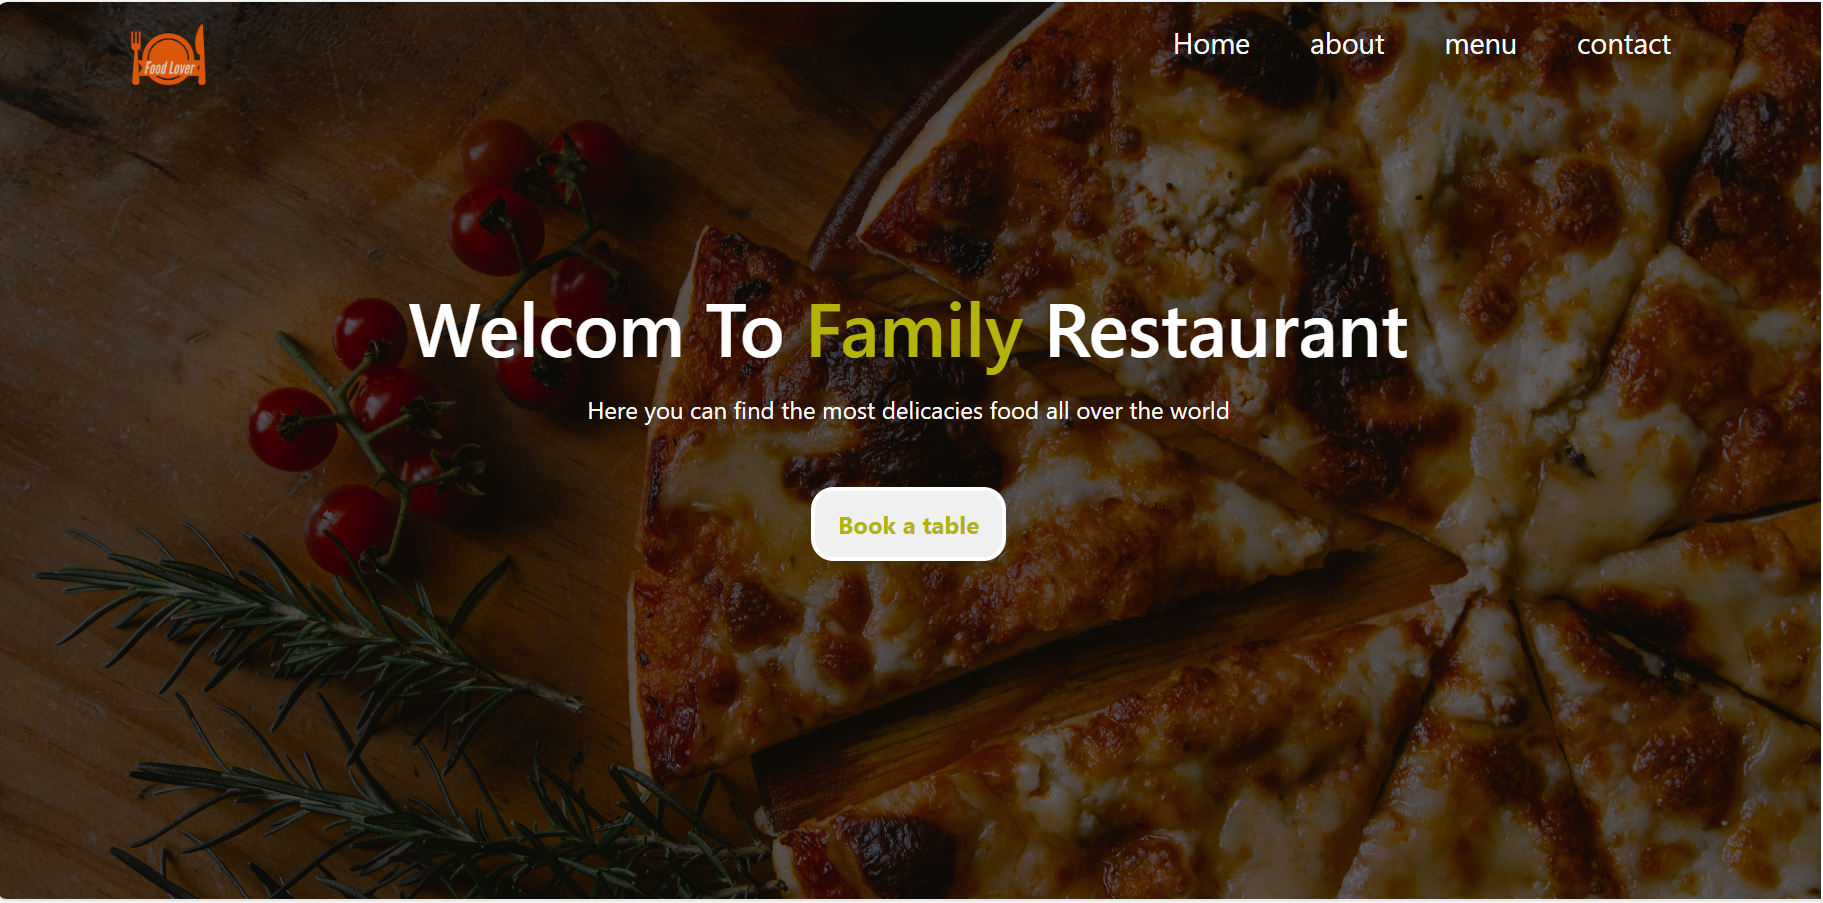 Food Lover
Home about menu contact
Welcom To Family Restaurant
Here you can find the most delicacies food all over the world
Book a table